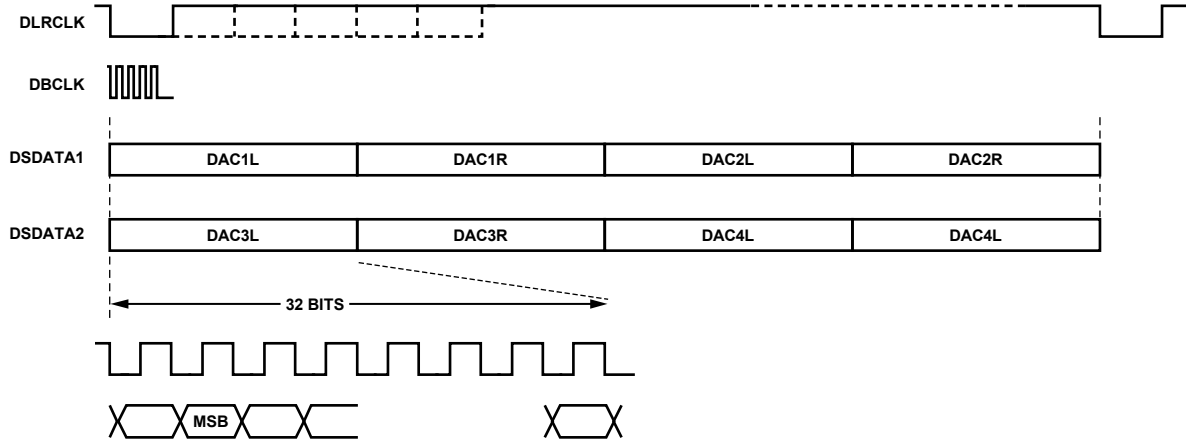 DLRCLK
DBCLK
DSDATA1 DAC1L DAC1R DAC2L DAC2R
DSDATA2 DAC3L DAC3R DAC4L DAC4L
32 BITS
MSB